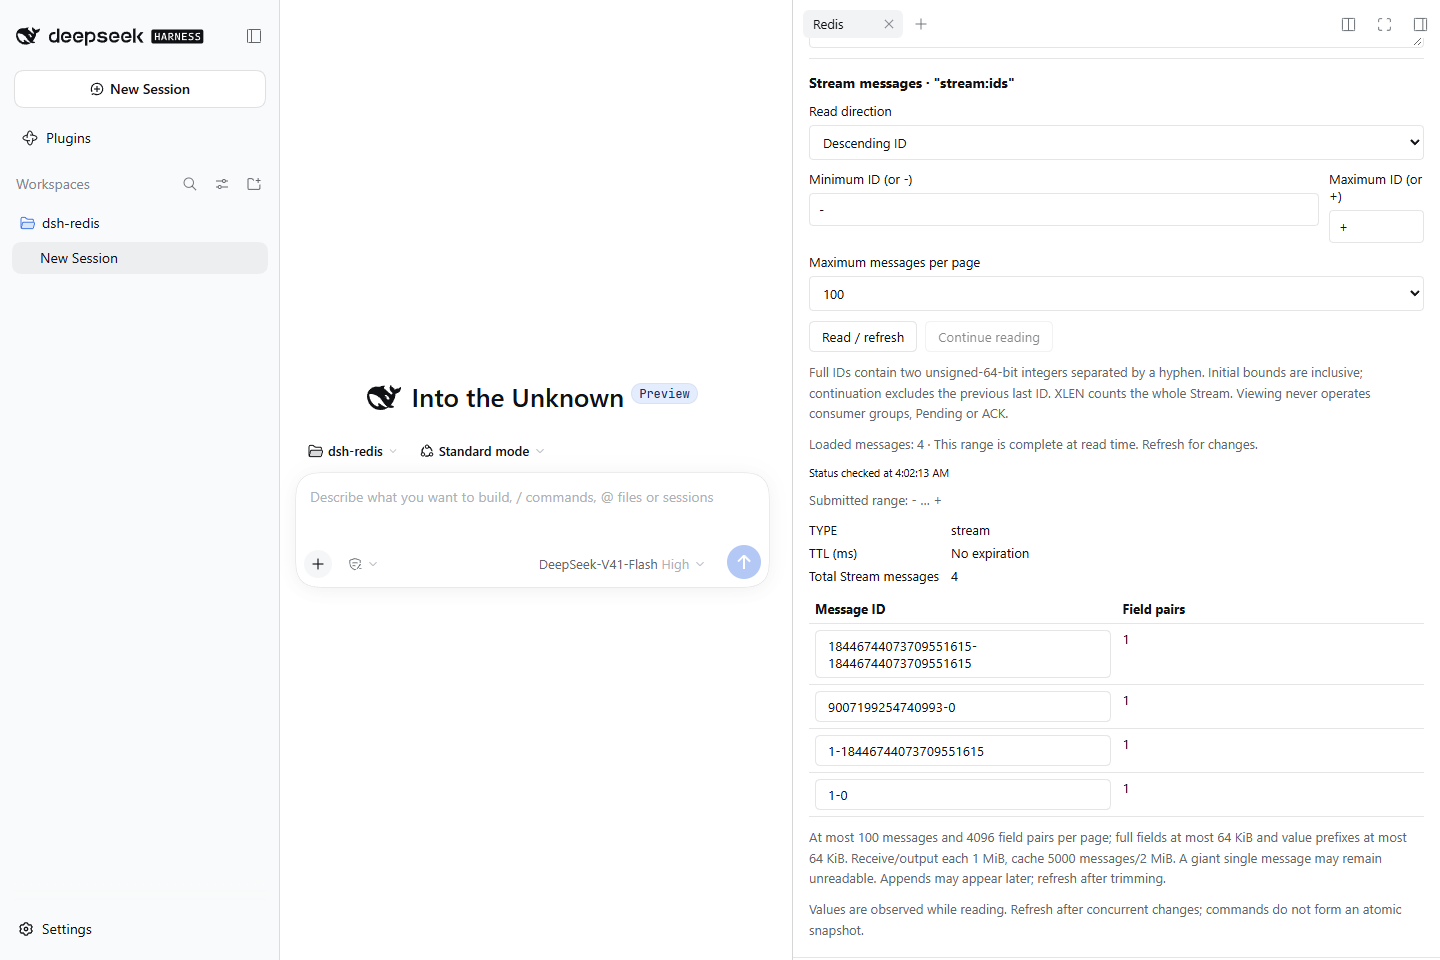 deepseek HARNESS
New Session
Plugins
Workspaces
dsh-redis
New Session
Settings
Into the Unknown Preview
dsh-redis Standard mode
Describe what you want to build, / commands, @ files or sessions
DeepSeek-V41-Flash High
Redis
Stream messages · "stream:ids"
Read direction
Descending ID
Minimum ID (or -)
-
Maximum ID (or
+)
+
Maximum messages per page
100
Read / refresh Continue reading
Full IDs contain two unsigned-64-bit integers separated by a hyphen. Initial bounds are inclusive;
continuation excludes the previous last ID. XLEN counts the whole Stream. Viewing never operates
consumer groups, Pending or ACK.
Loaded messages: 4 · This range is complete at read time. Refresh for changes.
Status checked at 4:02:13 AM
Submitted range: - ... +
TYPE stream
TTL (ms) No expiration
Total Stream messages 4
Message ID Field pairs
18446744073709551615-
18446744073709551615
1
9007199254740993-0 1
1-18446744073709551615 1
1-0 1
At most 100 messages and 4096 field pairs per page; full fields at most 64 KiB and value prefixes at most
64 KiB. Receive/output each 1 MiB, cache 5000 messages/2 MiB. A giant single message may remain
unreadable. Appends may appear later; refresh after trimming.
Values are observed while reading. Refresh after concurrent changes; commands do not form an atomic
snapshot.